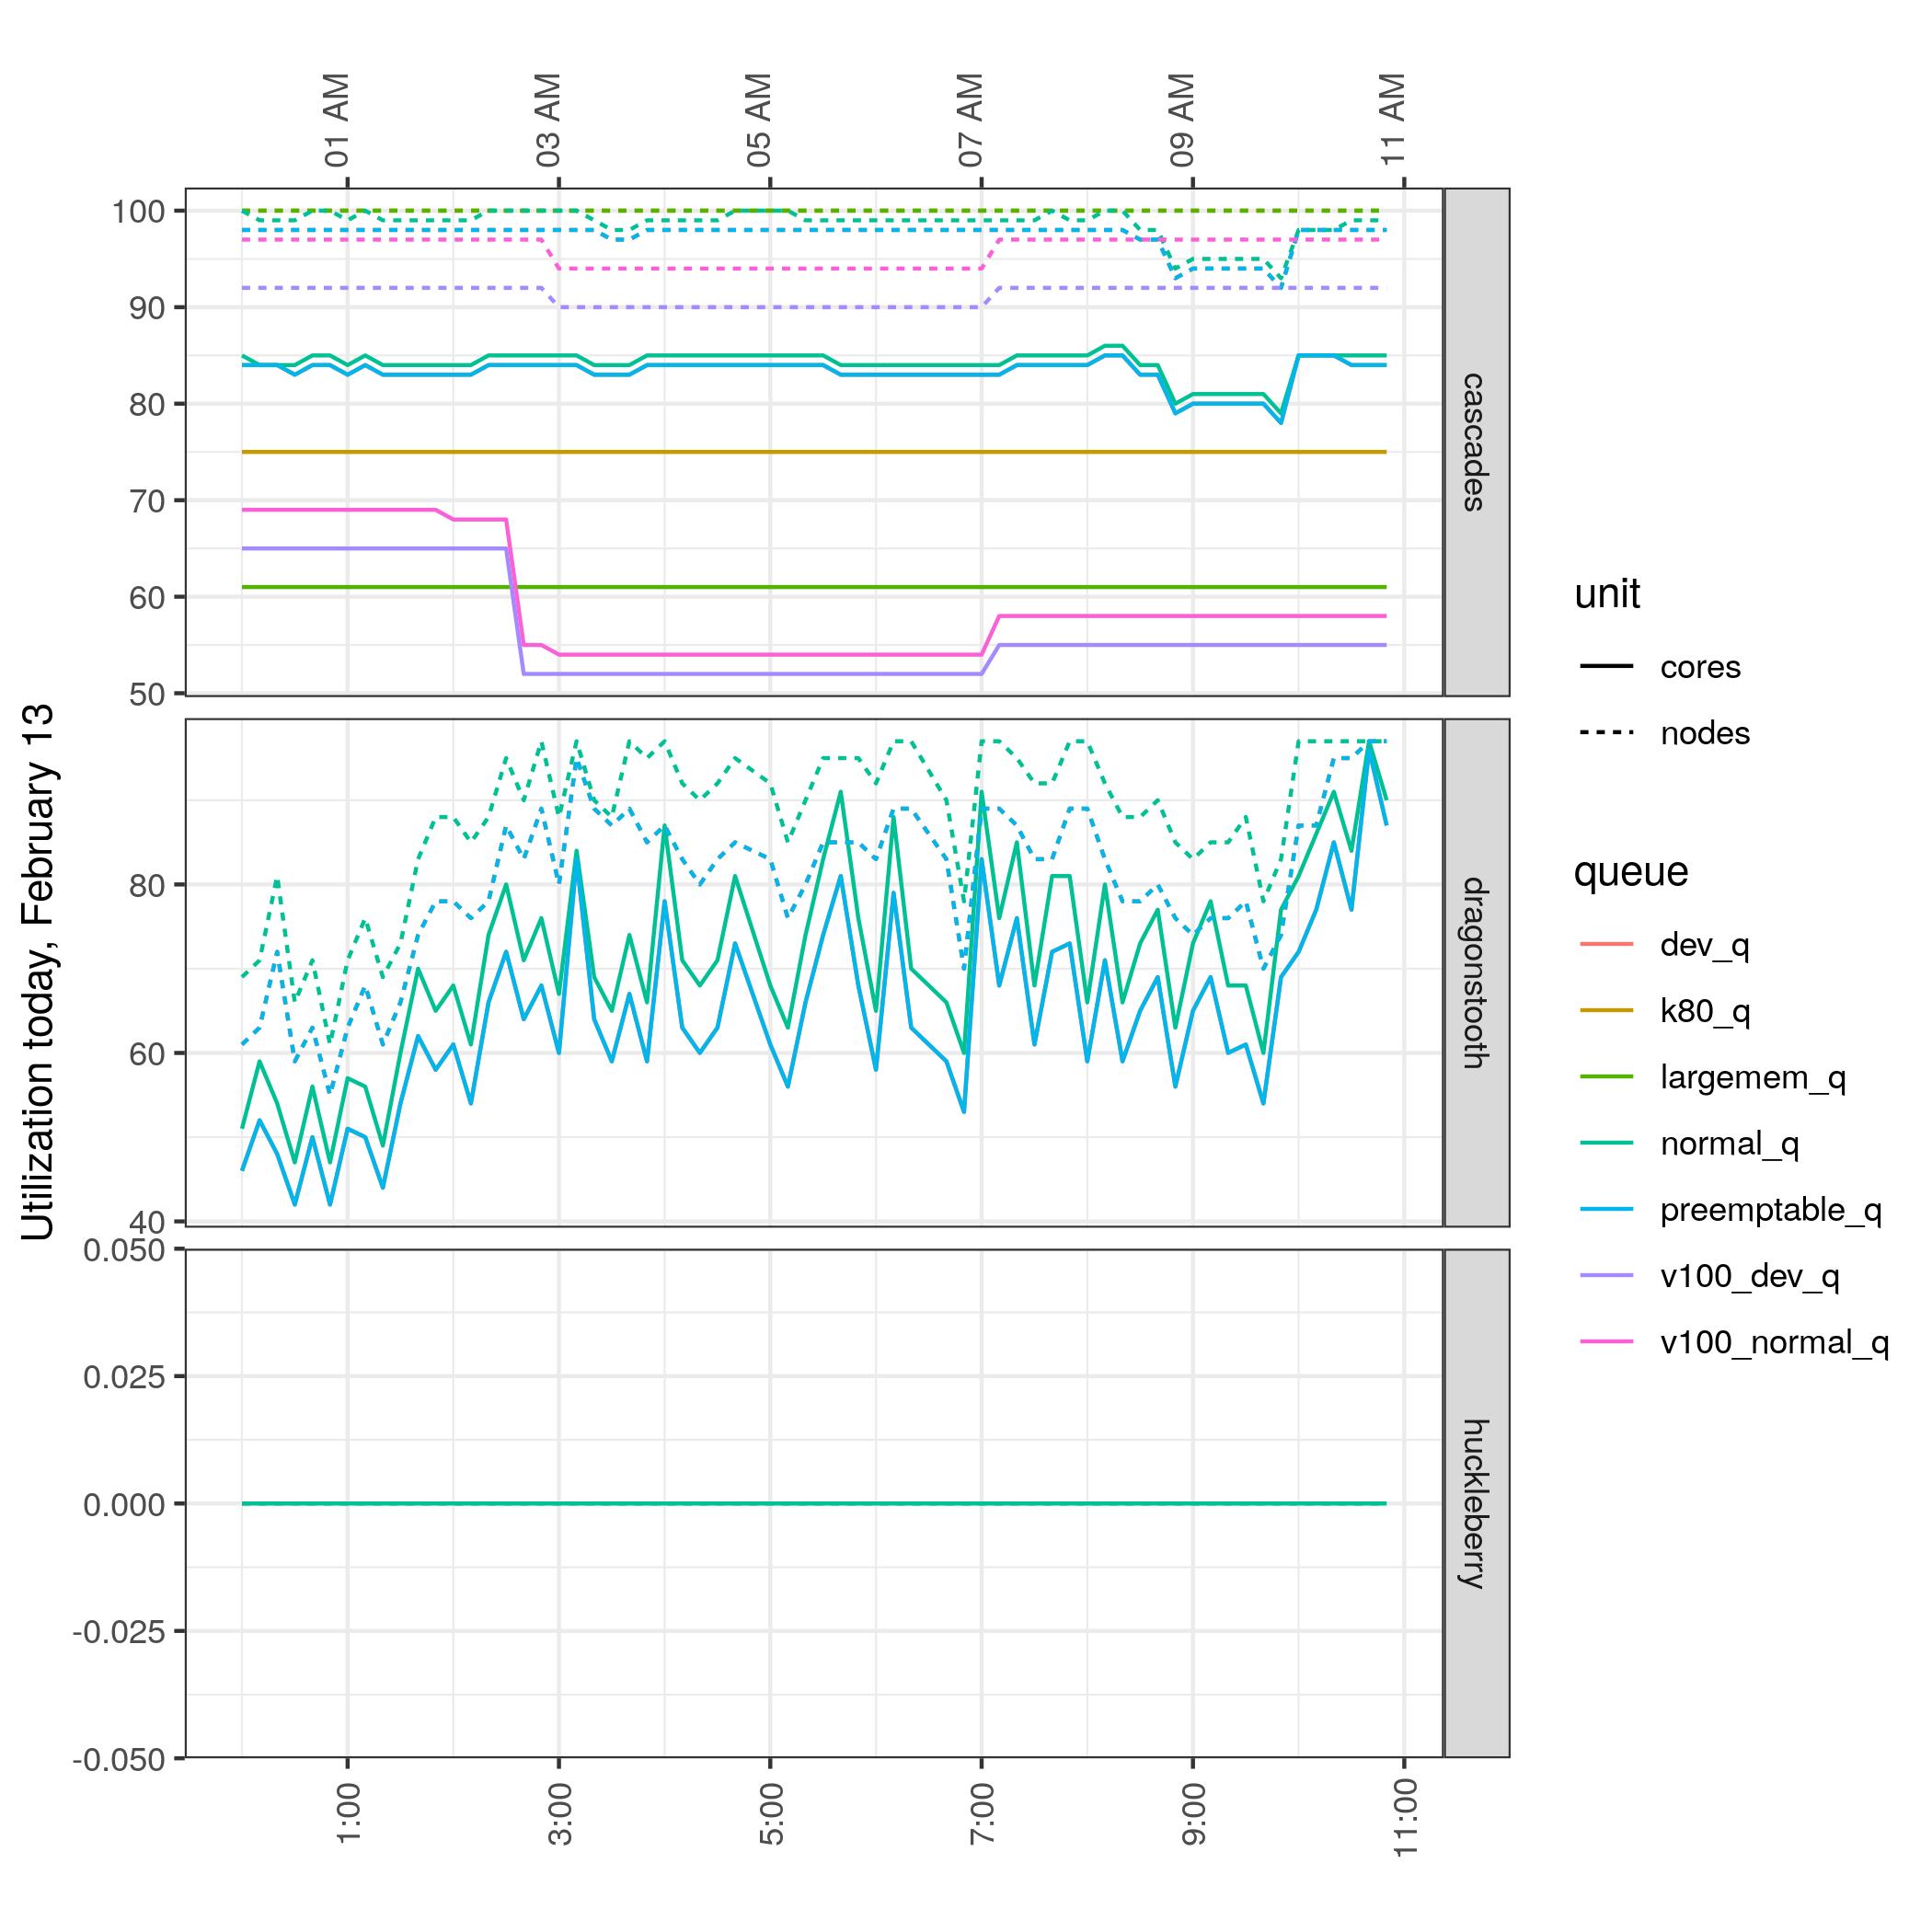 01 AM
03 AM
05 AM
07 AM
09 AM
11 AM
Utilization today, February 13
100
90
80
70
60
50
cascades
80
60
40
dragonstooth
0.050
0.025
0.000
-0.025
-0.050
huckleberry
1:00
3:00
5:00
7:00
9:00
11:00
unit
cores
nodes
queue
dev_q
k80_q
largemem_q
normal_q
preemptable_q
v100_dev_q
v100_normal_q